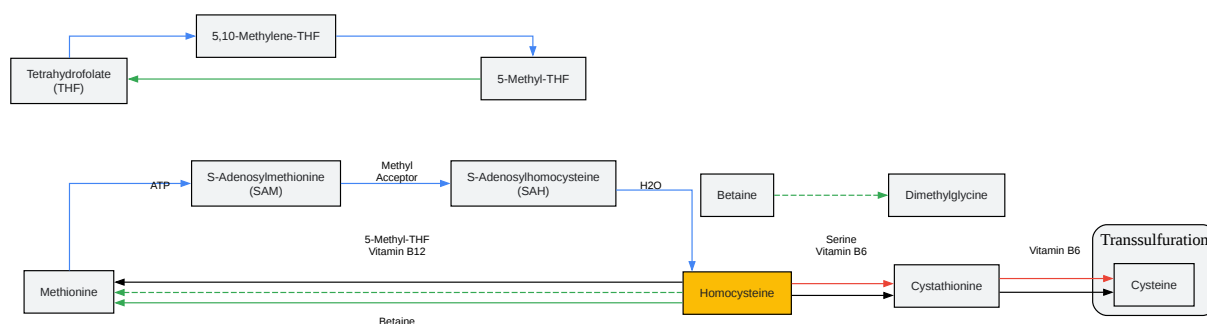 5,10-Methylene-THF
Tetrahydrofolate
(THF)
5-Methyl-THF
S-Adenosylmethionine
(SAM)
Methyl
Acceptor
S-Adenosylhomocysteine
(SAH)
ATP
H2O
Betaine
Dimethylglycine
5-Methyl-THF
Vitamin B12
Serine
Vitamin B6
Vitamin B6
Transsulfuration
Methionine
Homocysteine
Cystathionine
Cysteine
Betaine